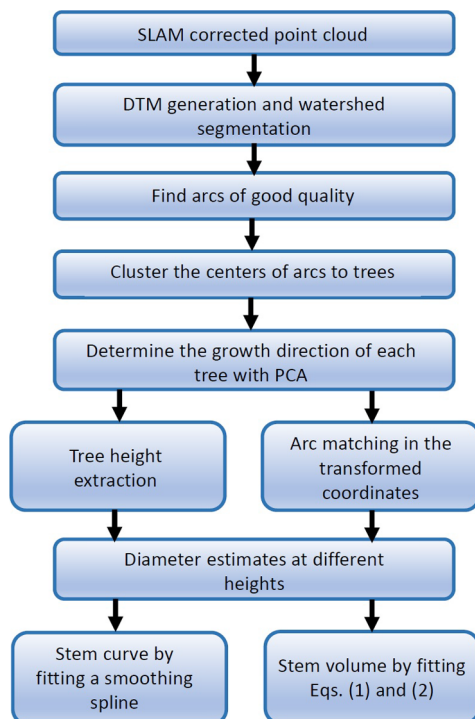 SLAM corrected point cloud
DTM generation and watershed
segmentation
Find arcs of good quality
Cluster the centers of arcs to trees
Determine the growth direction of each
tree with PCA
Tree height
extraction
Arc matching in the
transformed
coordinates
Diameter estimates at different
heights
Stem curve by
fitting a smoothing
spline
Stem volume by fitting
Eqs. (1) and (2)